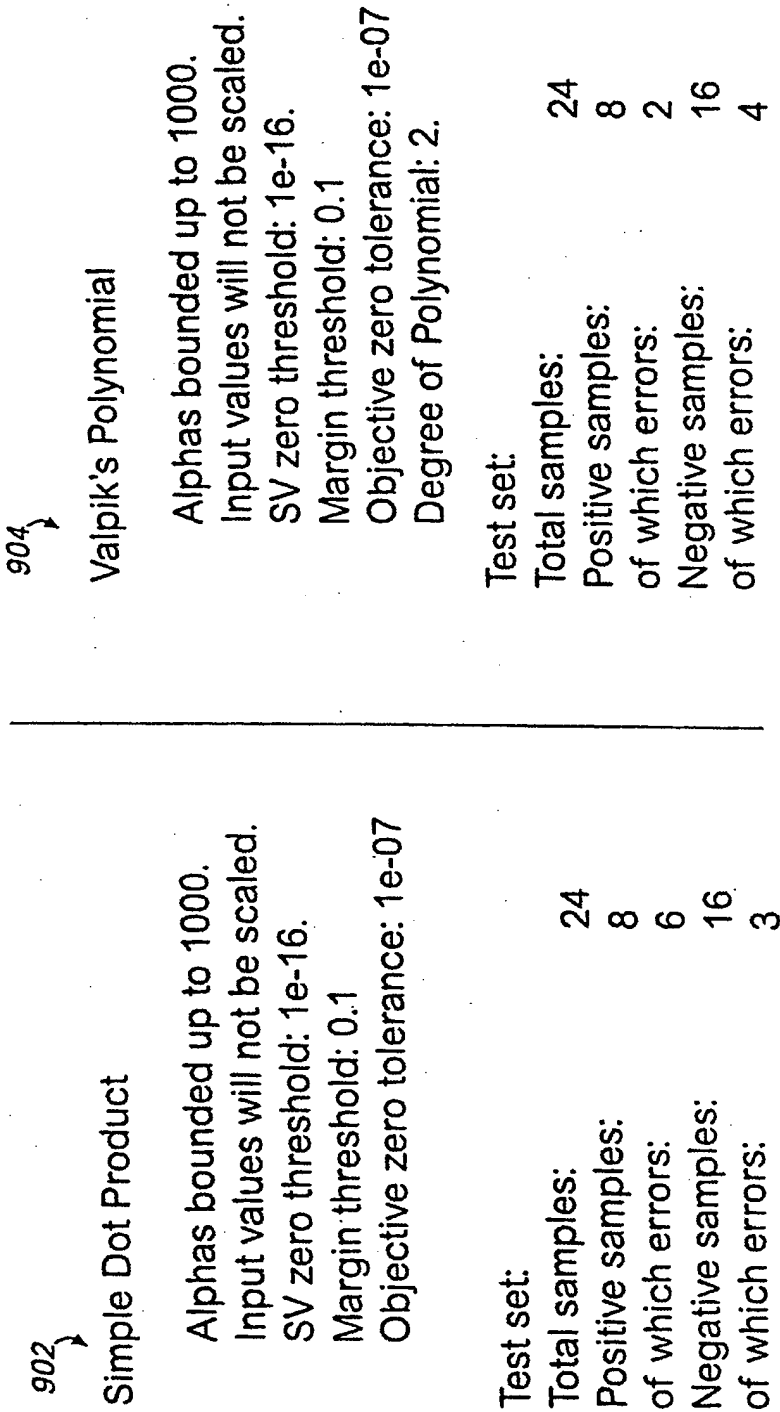 902
Simple Dot Product
Alphas bounded up to 1000.
Input values will not be scaled.
SV zero threshold: 1e-16.
Margin threshold: 0.1
Objective zero tolerance: 1e-07
Test set:
Total samples: 24
Positive samples: 8
of which errors: 6
Negative samples: 16
of which errors: 3
904
Valpik's Polynomial
Alphas bounded up to 1000.
Input values will not be scaled.
SV zero threshold: 1e-16.
Margin threshold: 0.1
Objective zero tolerance: 1e-07
Degree of Polynomial: 2.
Test set:
Total samples: 24
Positive samples: 8
of which errors: 2
Negative samples: 16
of which errors: 4